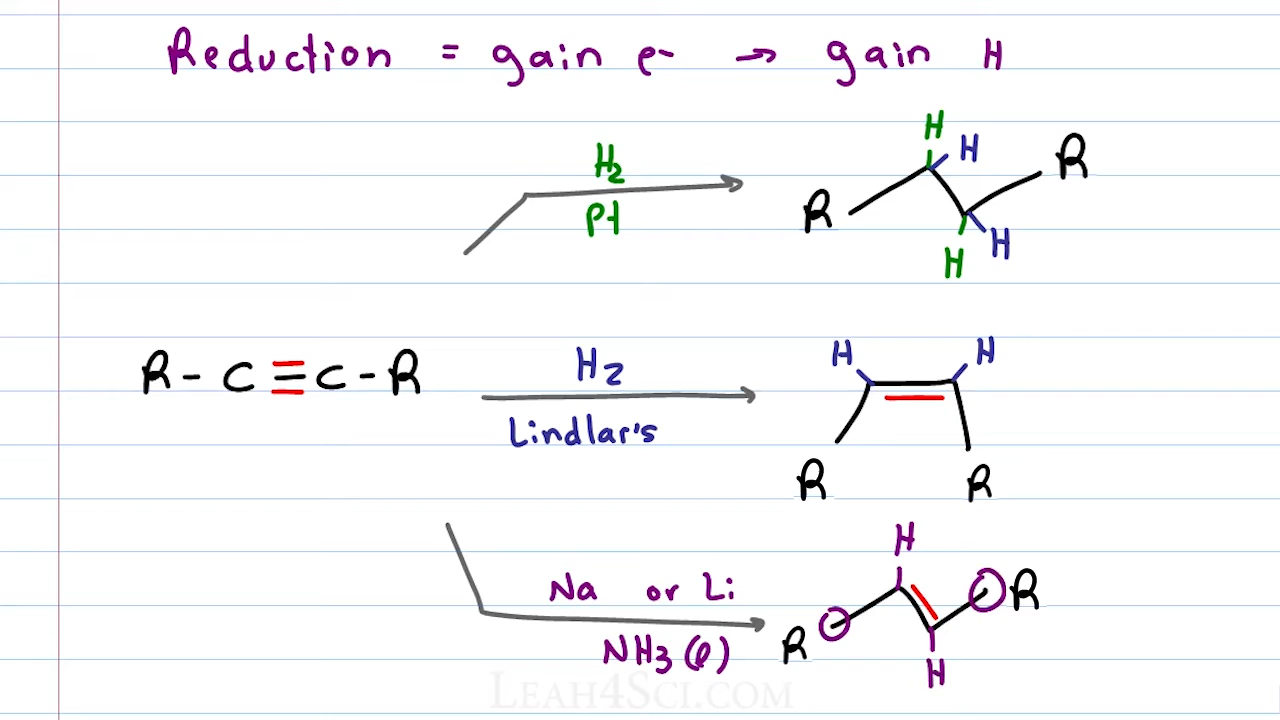 Reduction = gain e- → gain H
H2
Pt
H H
R R
H H
R - C ≡ C - R
H2
Lindlar's
H H
R R
Na or Li
NH3 (l)
H
R R
H
LEAH4SCI.COM